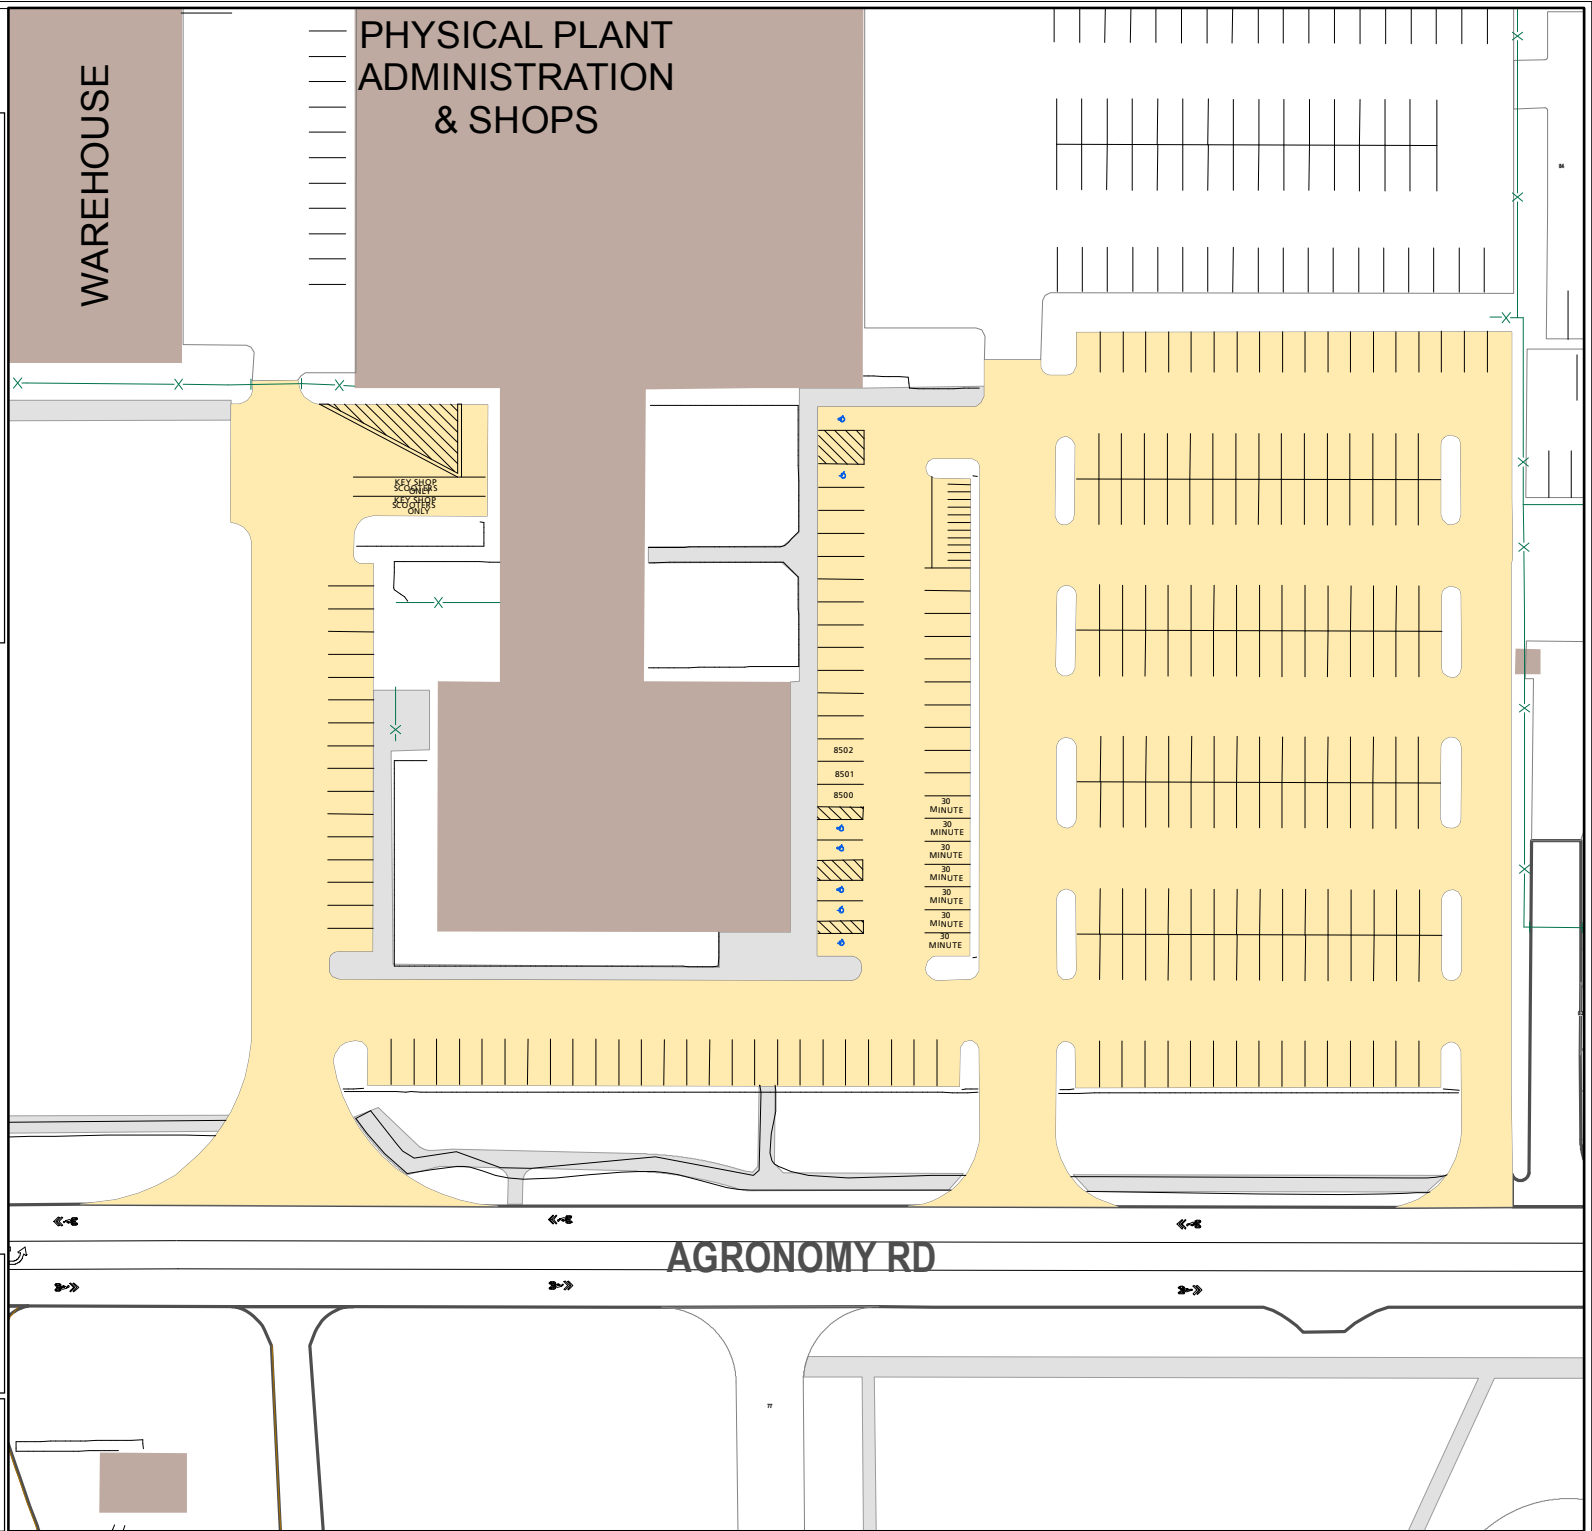 PHYSICAL PLANT
ADMINISTRATION
& SHOPS
WAREHOUSE
KEY SHOP
SCOOTERS
ONLY
KEY SHOP
SCOOTERS
ONLY
8502
8501
8500
30
MINUTE
30
MINUTE
30
MINUTE
30
MINUTE
30
MINUTE
30
MINUTE
30
MINUTE
AGRONOMY RD
77